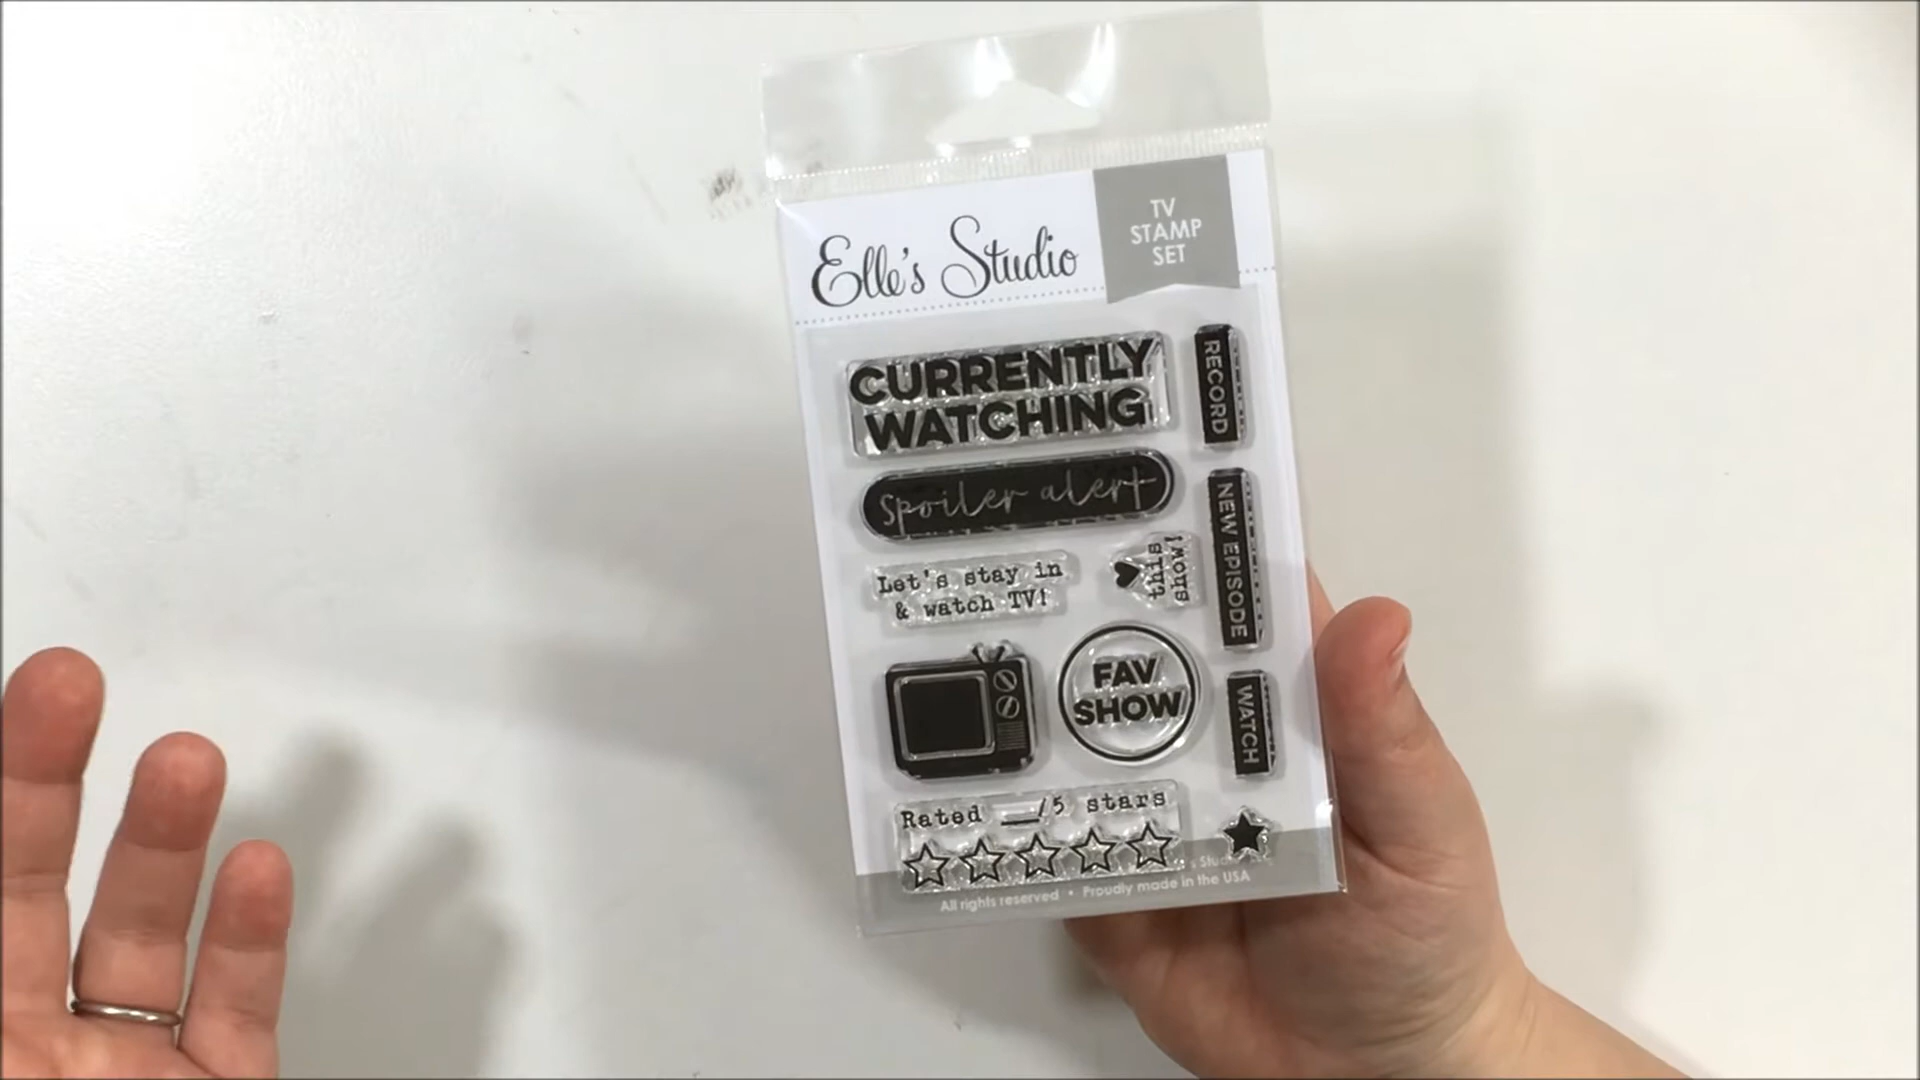 Elle's Studio
TV
STAMP
SET
CURRENTLY
WATCHING
RECORD
spoiler alert
NEW EPISODE
Let's stay in
& watch TV!
this
show!
FAV
SHOW
WATCH
Rated __/5 stars
All rights reserved • Proudly made in the USA